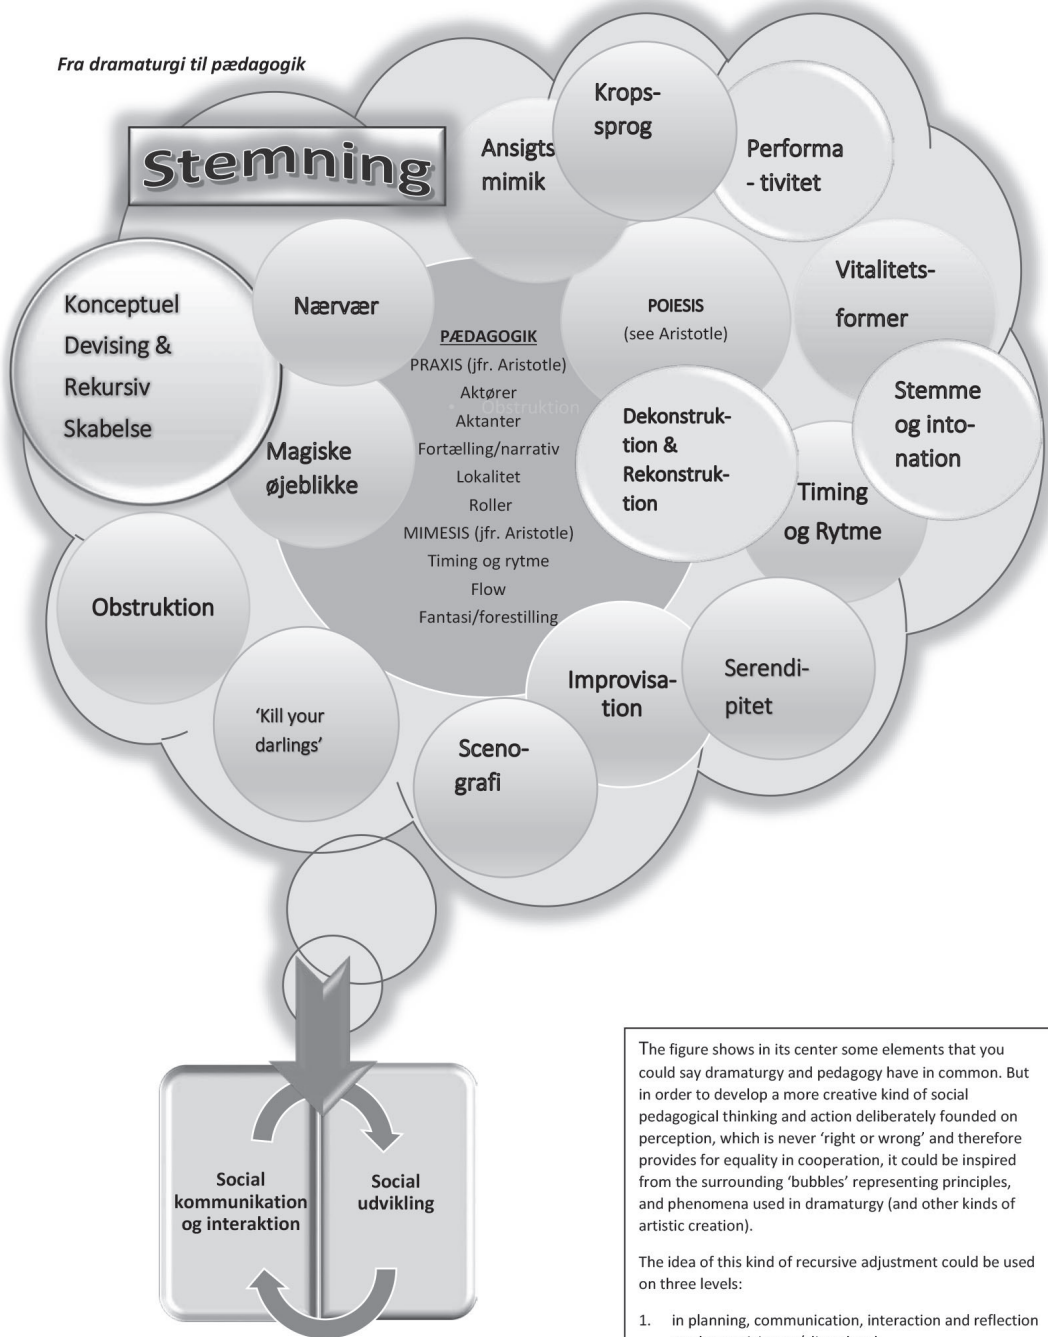 Fra dramaturgi til pædagogik
Stemning
Krops-
sprog
Ansigts
mimik
Performa
- tivitet
Konceptuel
Devising &
Rekursiv
Skabelse
Nærvær
Vitalitets-
former
POIESIS
(see Aristotle)
PÆDAGOGIK
PRAXIS (jfr. Aristotle)
Aktører
• Obstruktion
Aktanter
Fortælling/narrativ
Lokalitet
Roller
MIMESIS (jfr. Aristotle)
Timing og rytme
Flow
Fantasi/forestilling
Magiske
øjeblikke
Dekonstruk-
tion &
Rekonstruk-
tion
Stemme
og into-
nation
Timing
og Rytme
Obstruktion
'Kill your
darlings'
Sceno-
grafi
Improvisa-
tion
Serendi-
pitet
Social
kommunikation
og interaktion
Social
udvikling
The figure shows in its center some elements that you
could say dramaturgy and pedagogy have in common. But
in order to develop a more creative kind of social
pedagogical thinking and action deliberately founded on
perception, which is never 'right or wrong' and therefore
provides for equality in cooperation, it could be inspired
from the surrounding 'bubbles' representing principles,
and phenomena used in dramaturgy (and other kinds of
artistic creation).
The idea of this kind of recursive adjustment could be used
on three levels:
1. in planning, communication, interaction and reflection